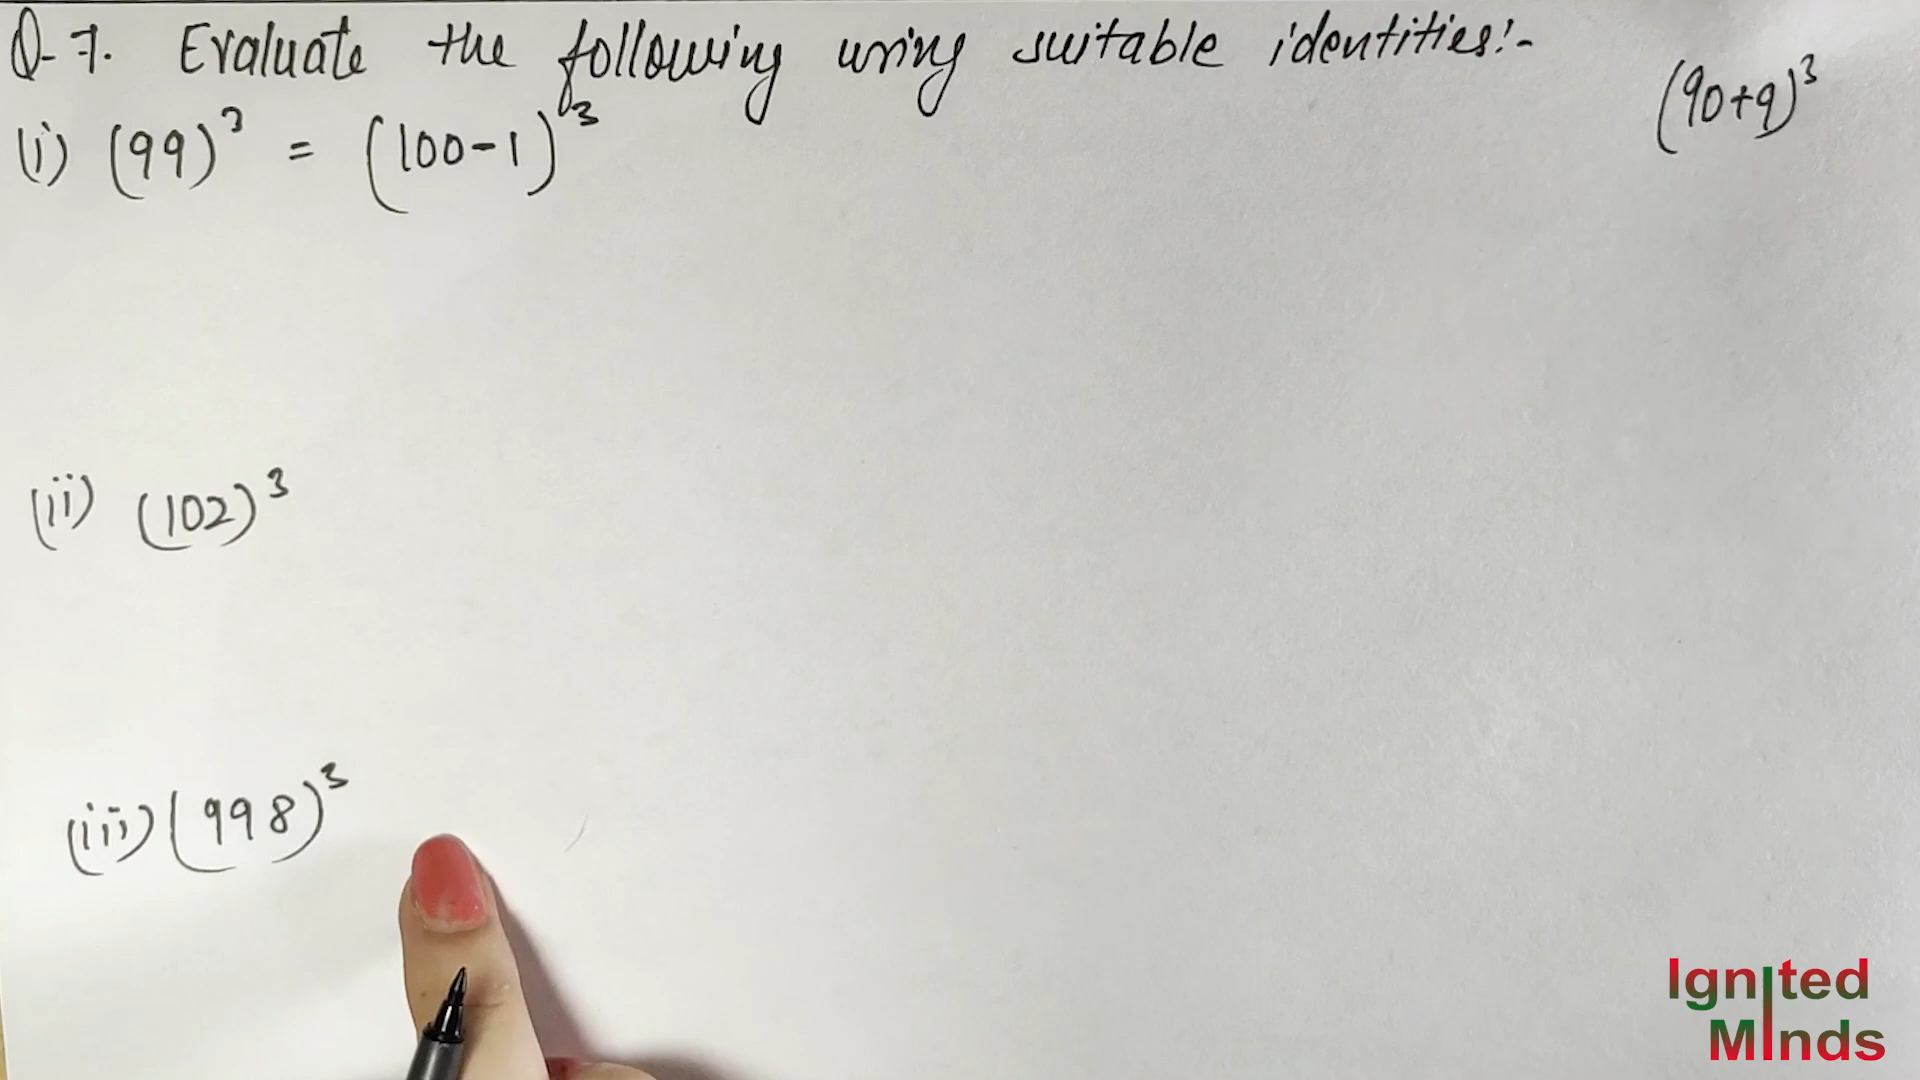 Q-7. Evaluate the following using suitable identities:-
(90+9)³
(i) (99)³ = (100-1)³
(ii) (102)³
(iii) (998)³
Ignited
Minds